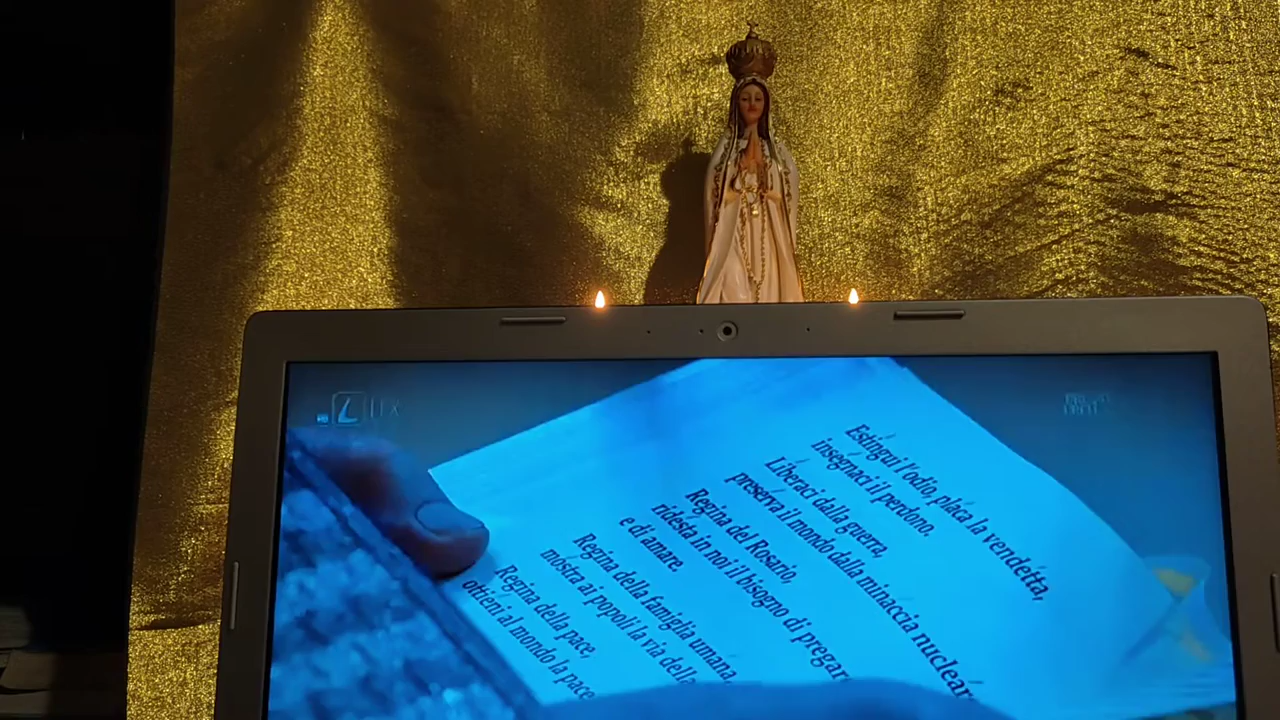 LUX
Estingui l'odio, placa la vendetta,
insegnaci il perdono.
Liberaci dalla guerra,
preserva il mondo dalla minaccia nuclear
Regina del Rosario,
ridesta in noi il bisogno di pregar
e di amare.
Regina della famiglia umana,
mostra ai popoli la via della
Regina della pace,
ottieni al mondo la pace